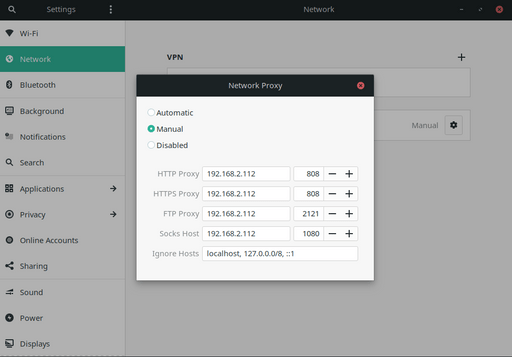 Settings
Network
Wi-Fi
Network
Bluetooth
Background
Notifications
Search
Applications
Privacy
Online Accounts
Sharing
Sound
Power
Displays
VPN
Manual
Network Proxy
Automatic
Manual
Disabled
HTTP Proxy 192.168.2.112 808
HTTPS Proxy 192.168.2.112 808
FTP Proxy 192.168.2.112 2121
Socks Host 192.168.2.112 1080
Ignore Hosts localhost, 127.0.0.0/8, ::1